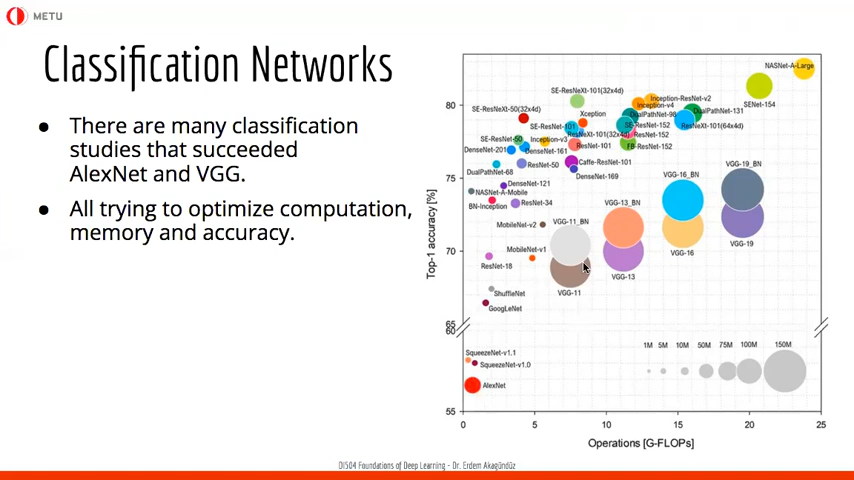 METU
Classification Networks
● There are many classification
studies that succeeded
AlexNet and VGG.
● All trying to optimize computation,
memory and accuracy.
NASNet-A-Large
SE-ResNeXt-101(32x4d)
Inception-ResNet-v2
SENet-154
80
SE-ResNeXt-50(32x4d)
Xception
Inception-v4
DualPathNet-131
DualPathNet-98
SE-ResNet-101
SE-ResNet-152
ResNeXt-101(64x4d)
ResNeXt-101(32x4d)
ResNet-152
SE-ResNet-50
Inception-v3
ResNet-101
FB-ResNet-152
DenseNet-201
DenseNet-161
Caffe-ResNet-101
ResNet-50
VGG-19_BN
DualPathNet-68
DenseNet-169
VGG-16_BN
75
DenseNet-121
NASNet-A-Mobile
BN-Inception
ResNet-34
VGG-13_BN
MobileNet-v2
VGG-11_BN
VGG-19
Top-1 accuracy [%]
70
MobileNet-v1
VGG-16
ResNet-18
VGG-13
VGG-11
ShuffleNet
GoogLeNet
65
60
1M 5M 10M 50M 75M 100M 150M
SqueezeNet-v1.1
SqueezeNet-v1.0
AlexNet
55
0 5 10 15 20 25
Operations [G-FLOPs]
DI504 Foundations of Deep Learning - Dr. Erdem Akagündüz